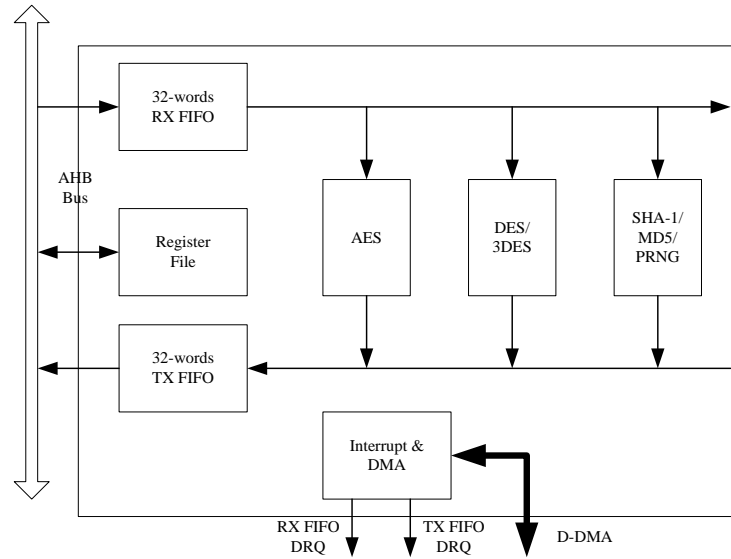 32-words
RX FIFO
AHB
Bus
Register
File
AES
DES/
3DES
SHA-1/
MD5/
PRNG
32-words
TX FIFO
Interrupt &
DMA
RX FIFO
DRQ
TX FIFO
DRQ
D-DMA